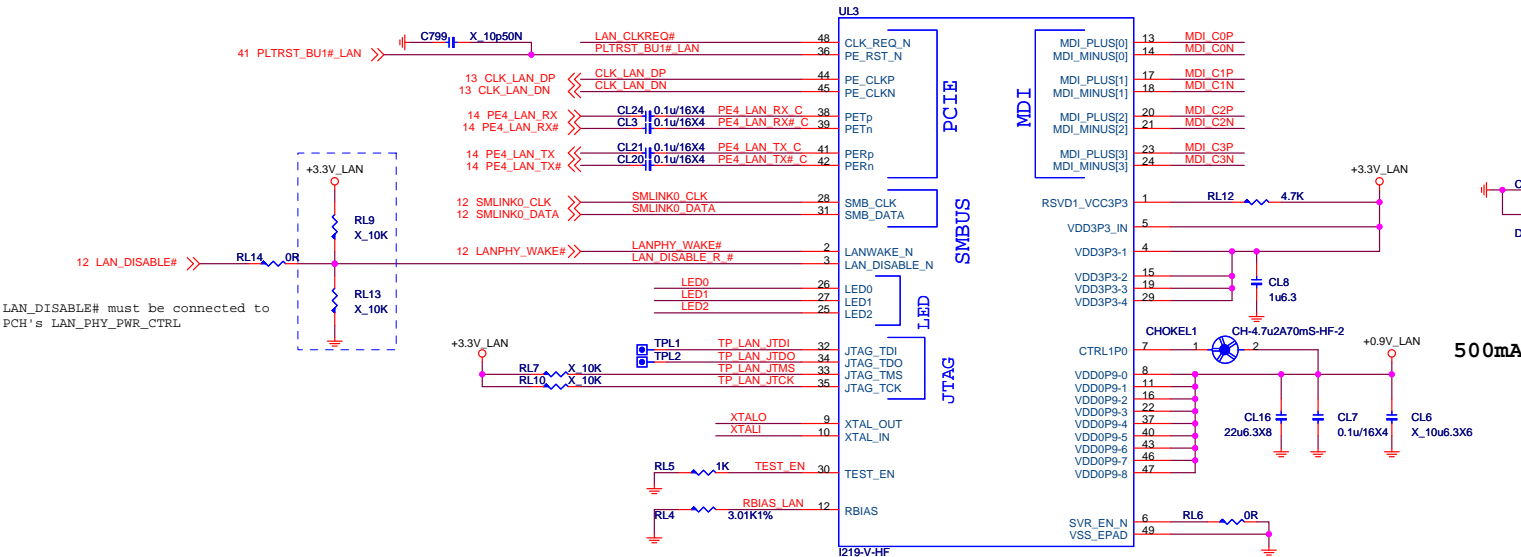 UL3
C799 X_10p50N
41 PLTRST_BU1#_LAN
LAN_CLKREQ# 48 CLK_REQ_N
PLTRST_BU1#_LAN 36 PE_RST_N
13 CLK_LAN_DP CLK_LAN_DP 44 PE_CLKP
13 CLK_LAN_DN CLK_LAN_DN 45 PE_CLKN
14 PE4_LAN_RX CL24 0.1u/16X4 PE4_LAN_RX_C 38 PETp
14 PE4_LAN_RX# CL3 0.1u/16X4 PE4_LAN_RX#_C 39 PETn
14 PE4_LAN_TX CL21 0.1u/16X4 PE4_LAN_TX_C 41 PERp
14 PE4_LAN_TX# CL20 0.1u/16X4 PE4_LAN_TX#_C 42 PERn
PCIE
12 SMLINK0_CLK SMLINK0_CLK 28 SMB_CLK
12 SMLINK0_DATA SMLINK0_DATA 31 SMB_DATA
SMBUS
12 LANPHY_WAKE# LANPHY_WAKE# 2 LANWAKE_N
LAN_DISABLE_R_# 3 LAN_DISABLE_N
+3.3V_LAN
RL9
X_10K
12 LAN_DISABLE# RL14 0R
RL13
X_10K
LAN_DISABLE# must be connected to
PCH's LAN_PHY_PWR_CTRL
LED0 26 LED0
LED1 27 LED1
LED2 25 LED2
LED
+3.3V_LAN
TPL1 TP_LAN_JTDI 32 JTAG_TDI
TPL2 TP_LAN_JTDO 34 JTAG_TDO
RL7 X_10K TP_LAN_JTMS 33 JTAG_TMS
RL10 X_10K TP_LAN_JTCK 35 JTAG_TCK
JTAG
XTALO 9 XTAL_OUT
XTALI 10 XTAL_IN
RL5 1K TEST_EN 30 TEST_EN
RL4 3.01K1% RBIAS_LAN 12 RBIAS
I219-V-HF
MDI
MDI_PLUS[0] 13 MDI_C0P
MDI_MINUS[0] 14 MDI_C0N
MDI_PLUS[1] 17 MDI_C1P
MDI_MINUS[1] 18 MDI_C1N
MDI_PLUS[2] 20 MDI_C2P
MDI_MINUS[2] 21 MDI_C2N
MDI_PLUS[3] 23 MDI_C3P
MDI_MINUS[3] 24 MDI_C3N
+3.3V_LAN
RSVD1_VCC3P3 1 RL12 4.7K
VDD3P3_IN 5
VDD3P3-1 4
VDD3P3-2 15
VDD3P3-3 19
VDD3P3-4 29
CL8
1u6.3
CHOKEL1 CH-4.7u2A70mS-HF-2
CTRL1P0 7 1 2
+0.9V_LAN
500mA
VDD0P9-0 8
VDD0P9-1 11
VDD0P9-2 16
VDD0P9-3 22
VDD0P9-4 37
VDD0P9-5 40
VDD0P9-6 43
VDD0P9-7 46
VDD0P9-8 47
CL16
22u6.3X8
CL7
0.1u/16X4
CL6
X_10u6.3X6
SVR_EN_N 6 RL6 0R
VSS_EPAD 49